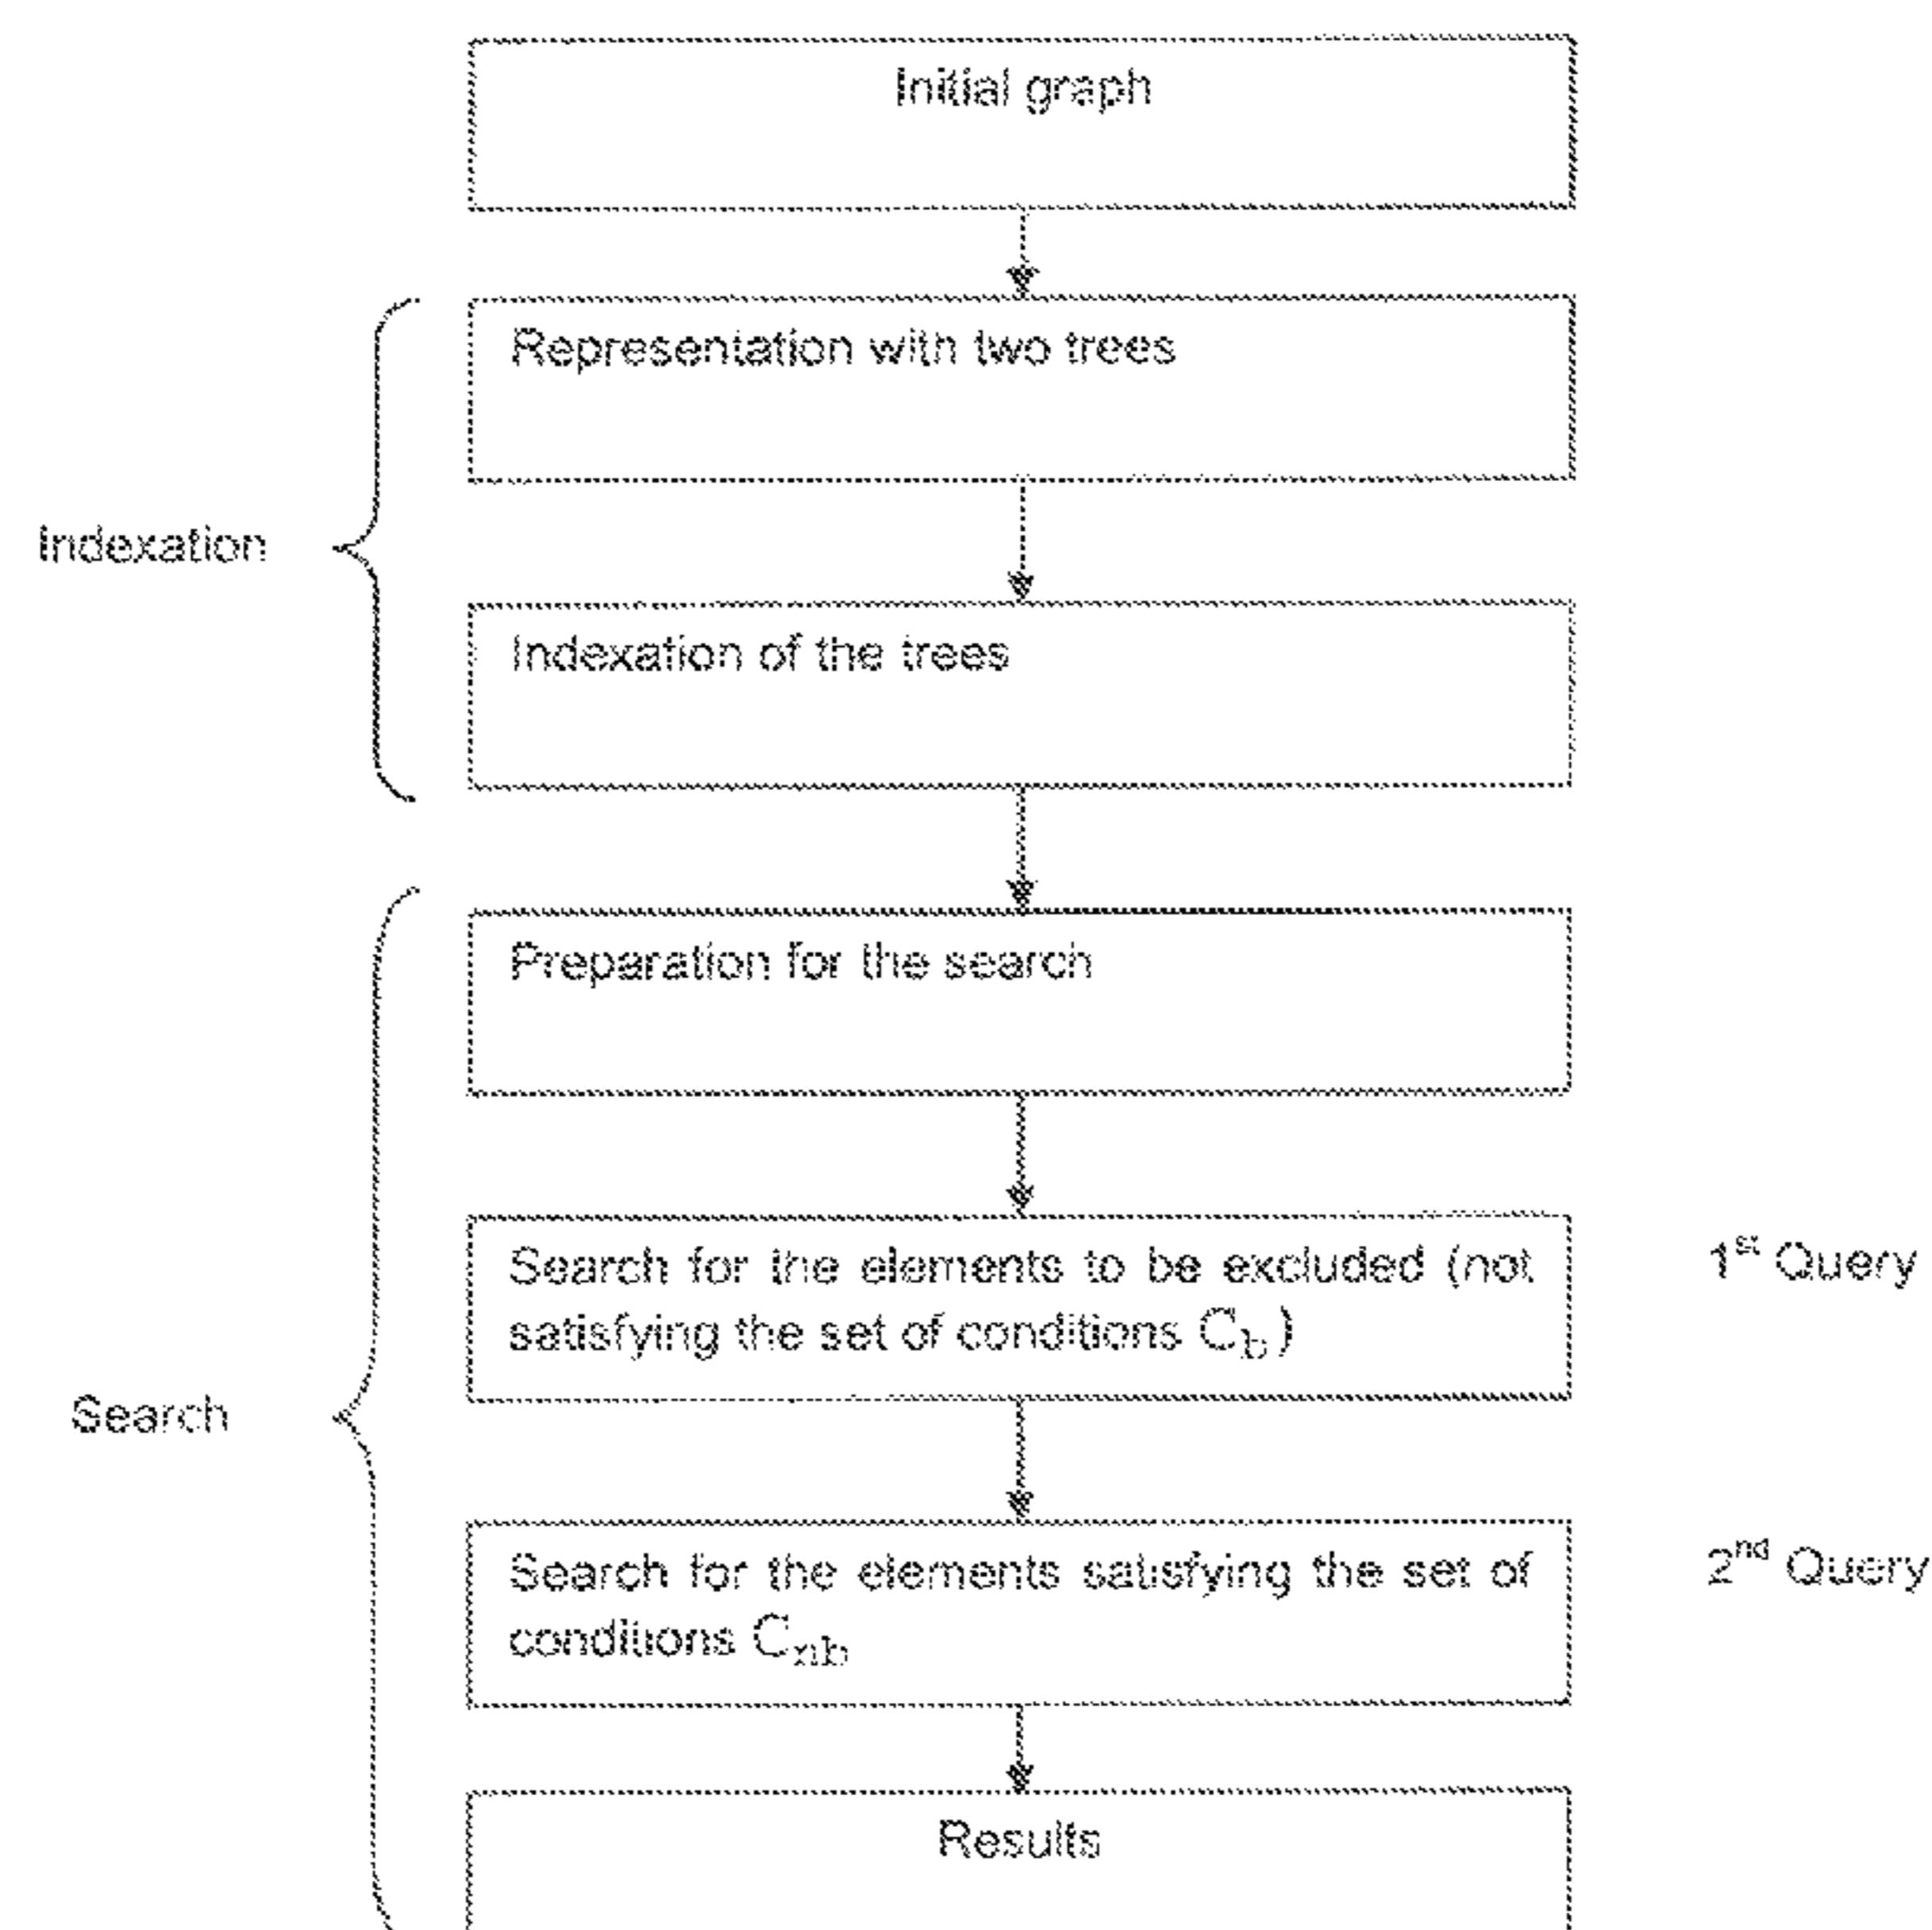 Initial graph
Representation with two trees
Indexation
Indexation of the trees
Preparation for the search
Search for the elements to be excluded (not
satisfying the set of conditions C_b)
1st Query
Search
Search for the elements satisfying the set of
conditions C_nb
2nd Query
Results